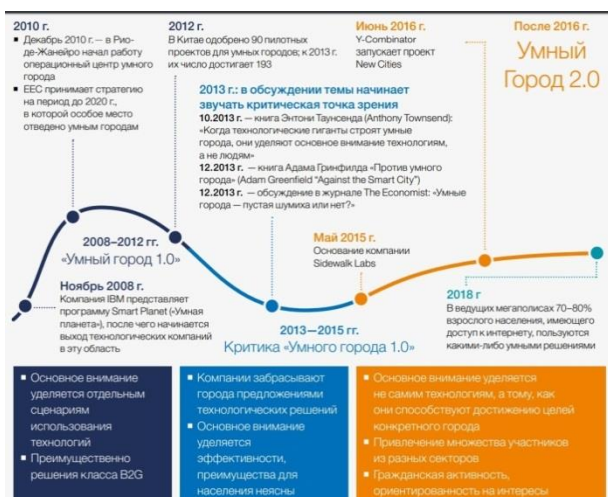 2010 г.
▪ Декабрь 2010 г. — в Рио-
де-Жанейро начал работу
операционный центр умного
города
▪ ЕЕС принимает стратегию
на период до 2020 г.,
в которой особое место
отведено умным городам
2012 г.
В Китае одобрено 90 пилотных
проектов для умных городов; к 2013 г.
их число достигает 193
2013 г.: в обсуждении темы начинает
звучать критическая точка зрения
10.2013 г. — книга Энтони Таунсенда (Anthony Townsend):
«Когда технологические гиганты строят умные
города, они уделяют основное внимание технологиям,
а не людям»
12.2013 г. — книга Адама Гринфилда «Против умного
города» (Adam Greenfield “Against the Smart City”)
12.2013 г. — обсуждение в журнале The Economist: «Умные
города — пустая шумиха или нет?»
Июнь 2016 г.
Y-Combinator
запускает проект
New Cities
После 2016 г.
Умный
Город 2.0
2008–2012 гг.
«Умный город 1.0»
Ноябрь 2008 г.
Компания IBM представляет
программу Smart Planet («Умная
планета»), после чего начинается
выход технологических компаний
в эту область
Май 2015 г.
Основание компании
Sidewalk Labs
2013—2015 гг.
Критика «Умного города 1.0»
2018 г
В ведущих мегаполисах 70–80%
взрослого населения, имеющего
доступ к интернету, пользуются
какими-либо умными решениями
▪ Основное внимание
уделяется отдельным
сценариям
использования
технологий
▪ Преимущественно
решения класса B2G
▪ Компании забрасывают
города предложениями
технологических решений
▪ Основное внимание
уделяется
эффективности,
преимущества для
населения неясны
▪ Основное внимание уделяется
не самим технологиям, а тому, как
они способствуют достижению целей
конкретного города
▪ Привлечение множества участников
из разных секторов
▪ Гражданская активность,
ориентированность на интересы